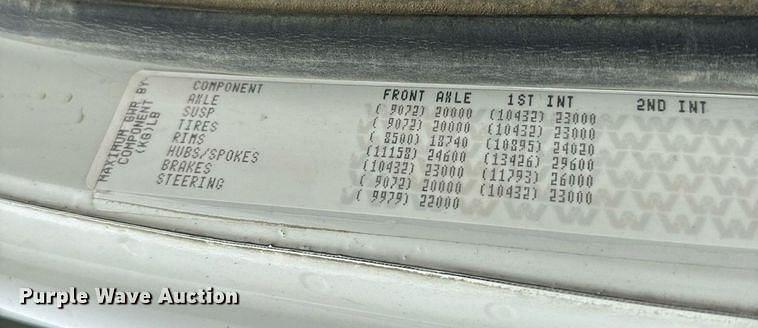 MAXIMUM GWR BY
COMPONENT
(KG)LB
COMPONENT FRONT AXLE 1ST INT 2ND INT
AXLE ( 9072) 20000 (10432) 23000
SUSP ( 9072) 20000 (10432) 23000
TIRES ( 8500) 18740 (10895) 24020
RIMS (11158) 24600 (13426) 29600
HUBS/SPOKES (10432) 23000 (11793) 26000
BRAKES ( 9072) 20000 (10432) 23000
STEERING ( 9979) 22000
Purple Wave Auction